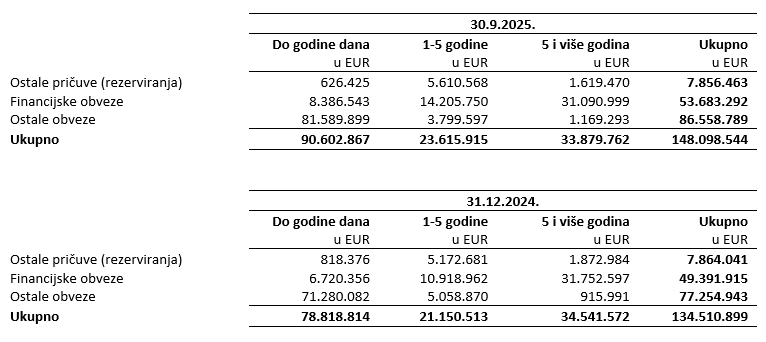 30.9.2025.
Do godine dana 1-5 godine 5 i više godina Ukupno
u EUR u EUR u EUR u EUR
Ostale pričuve (rezerviranja) 626.425 5.610.568 1.619.470 7.856.463
Financijske obveze 8.386.543 14.205.750 31.090.999 53.683.292
Ostale obveze 81.589.899 3.799.597 1.169.293 86.558.789
Ukupno 90.602.867 23.615.915 33.879.762 148.098.544
31.12.2024.
Do godine dana 1-5 godine 5 i više godina Ukupno
u EUR u EUR u EUR u EUR
Ostale pričuve (rezerviranja) 818.376 5.172.681 1.872.984 7.864.041
Financijske obveze 6.720.356 10.918.962 31.752.597 49.391.915
Ostale obveze 71.280.082 5.058.870 915.991 77.254.943
Ukupno 78.818.814 21.150.513 34.541.572 134.510.899